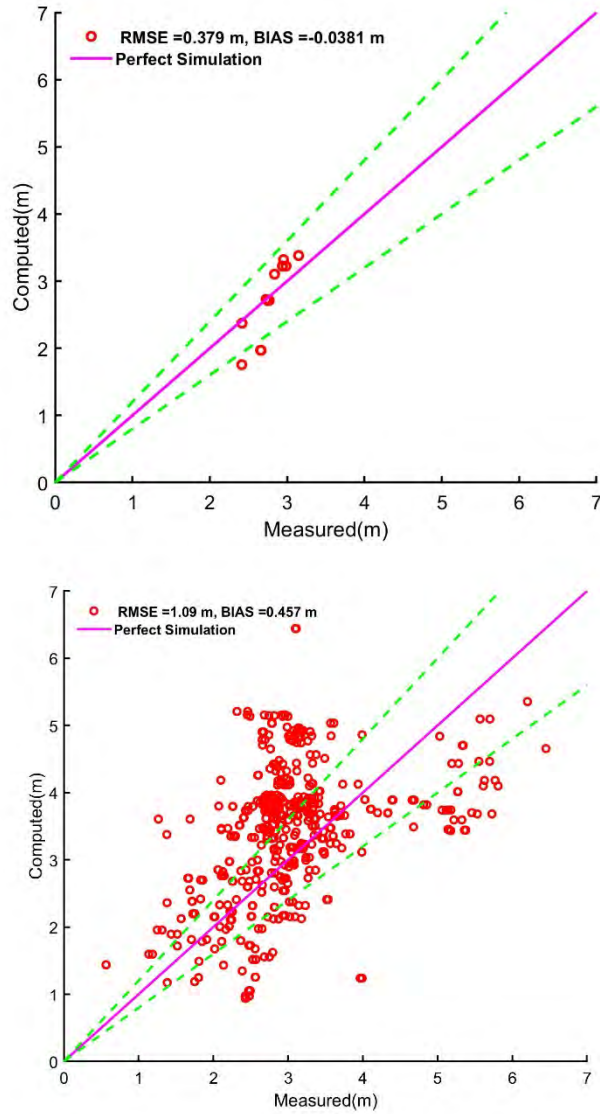 7
RMSE =0.379 m, BIAS=-0.0381 m
Perfect Simulation
6
5
Computed(m)
4
3
2
1
0
0 1 2 3 4 5 6 7
Measured(m)
7
RMSE =1.09 m, BIAS=0.457 m
Perfect Simulation
6
5
Computed(m)
4
3
2
1
0
0 1 2 3 4 5 6 7
Measured(m)